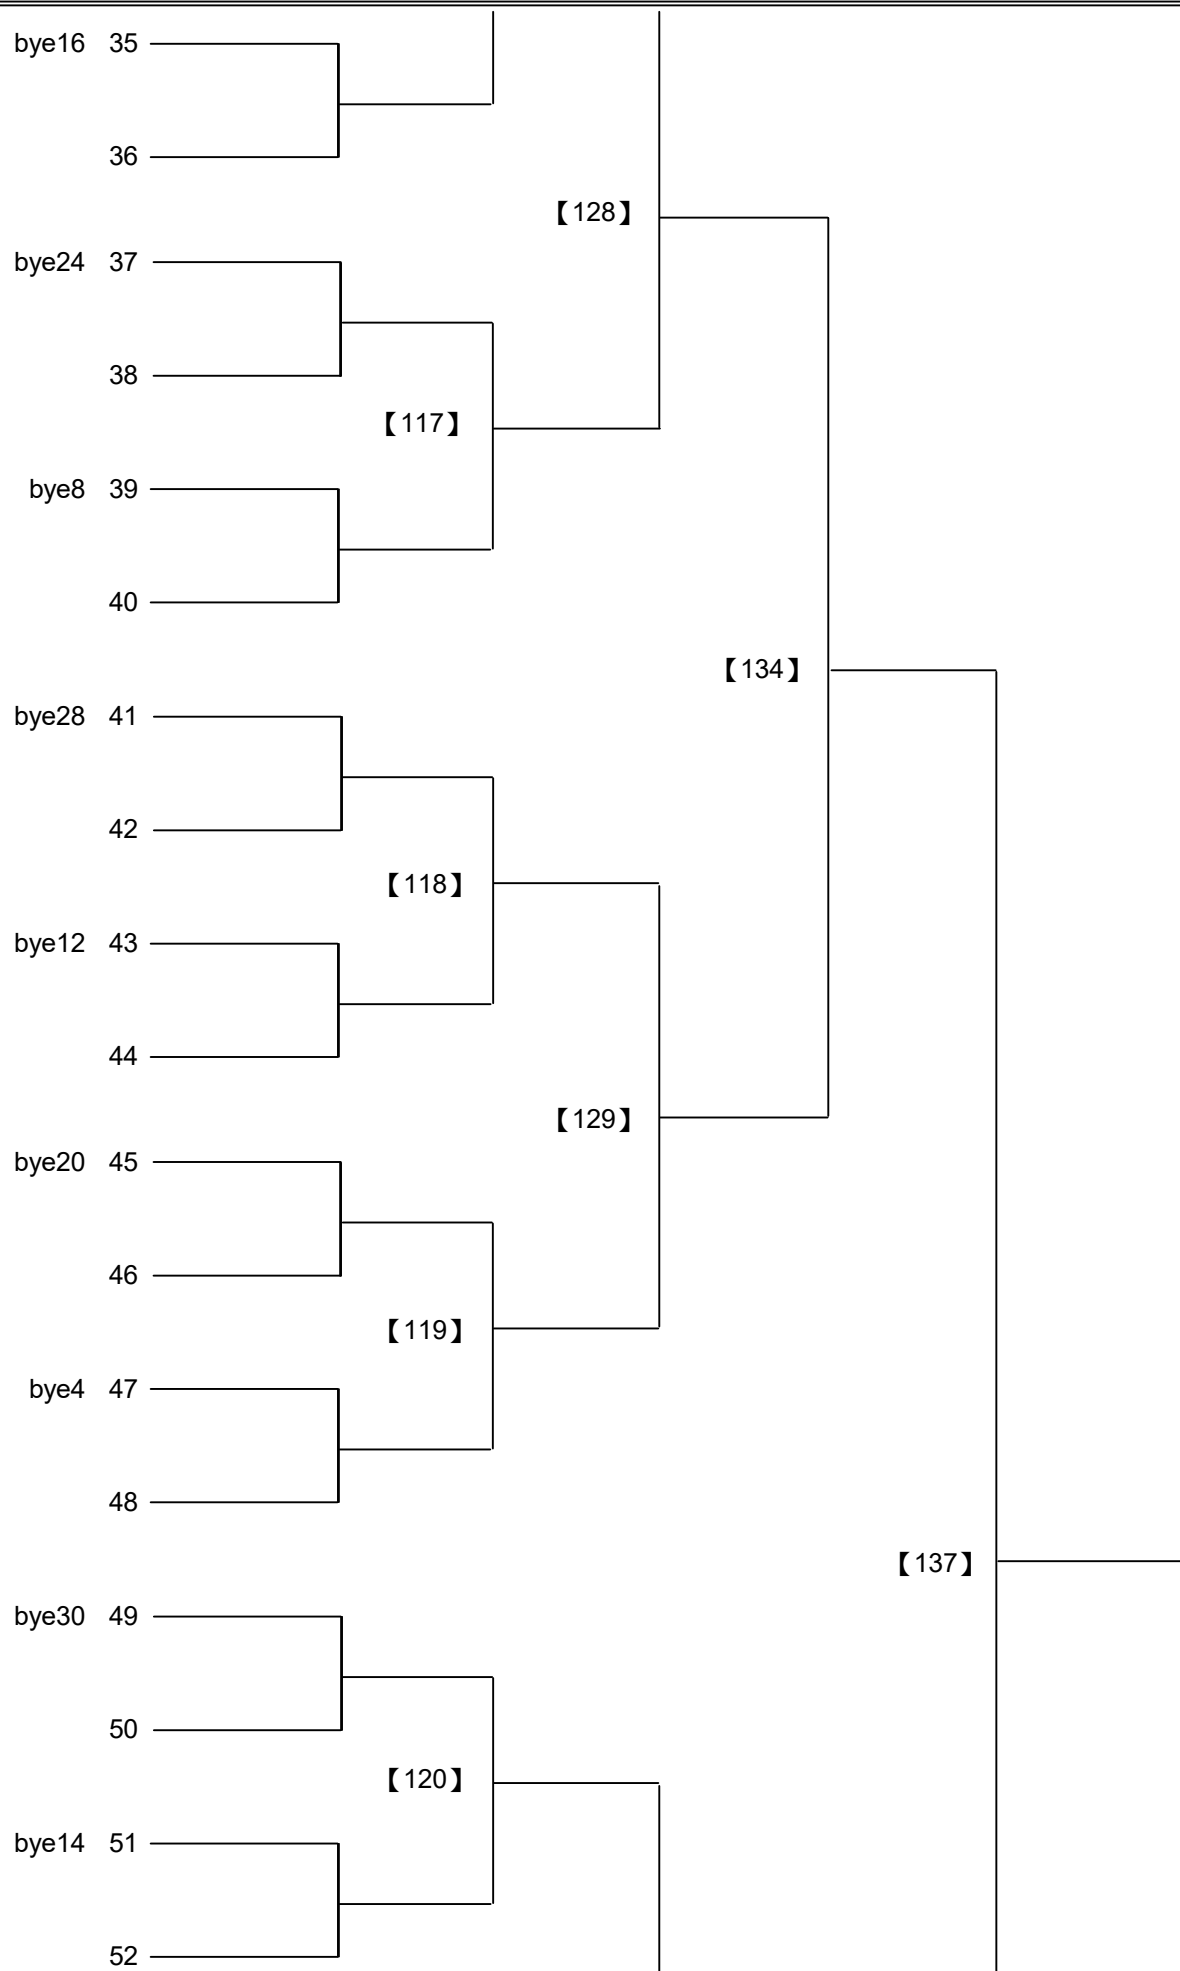 bye16 35
36
【128】
bye24 37
38
【117】
bye8 39
40
【134】
bye28 41
42
【118】
bye12 43
44
【129】
bye20 45
46
【119】
bye4 47
48
【137】
bye30 49
50
【120】
bye14 51
52